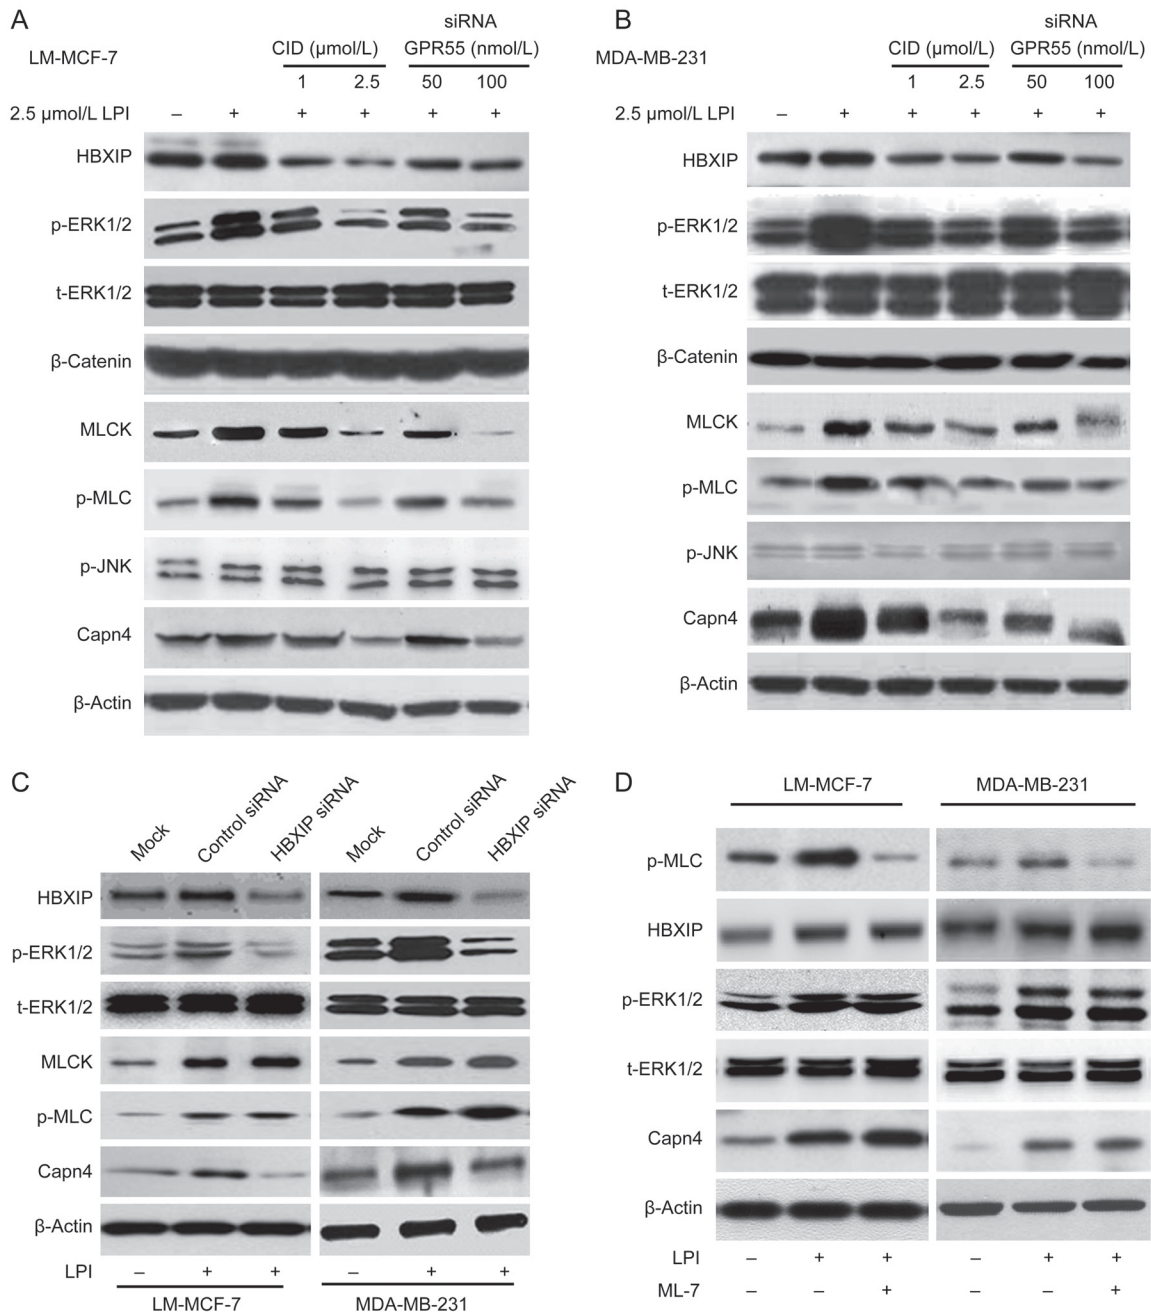 A
LM-MCF-7
CID (µmol/L)
siRNA
GPR55 (nmol/L)
1 2.5 50 100
2.5 µmol/L LPI – + + + + +
HBXIP
p-ERK1/2
t-ERK1/2
β-Catenin
MLCK
p-MLC
p-JNK
Capn4
β-Actin
B
MDA-MB-231
CID (µmol/L)
siRNA
GPR55 (nmol/L)
1 2.5 50 100
2.5 µmol/L LPI – + + + + +
HBXIP
p-ERK1/2
t-ERK1/2
β-Catenin
MLCK
p-MLC
p-JNK
Capn4
β-Actin
C
Mock Control siRNA HBXIP siRNA Mock Control siRNA HBXIP siRNA
HBXIP
p-ERK1/2
t-ERK1/2
MLCK
p-MLC
Capn4
β-Actin
LPI – + + – + +
LM-MCF-7 MDA-MB-231
D
LM-MCF-7 MDA-MB-231
p-MLC
HBXIP
p-ERK1/2
t-ERK1/2
Capn4
β-Actin
LPI – + + – + +
ML-7 – – + – – +